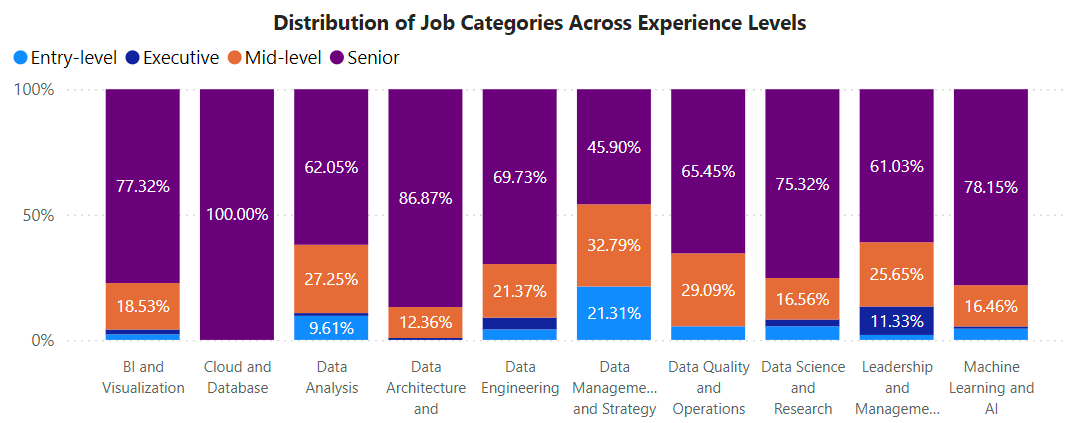 Distribution of Job Categories Across Experience Levels
Entry-level Executive Mid-level Senior
100%
50%
0%
77.32%
18.53%
100.00%
62.05%
27.25%
9.61%
86.87%
12.36%
69.73%
21.37%
45.90%
32.79%
21.31%
65.45%
29.09%
75.32%
16.56%
61.03%
25.65%
11.33%
78.15%
16.46%
BI and
Visualization
Cloud and
Database
Data
Analysis
Data
Architecture
and
Data
Engineering
Data
Manageme...
and Strategy
Data Quality
and
Operations
Data Science
and
Research
Leadership
and
Manageme...
Machine
Learning and
AI